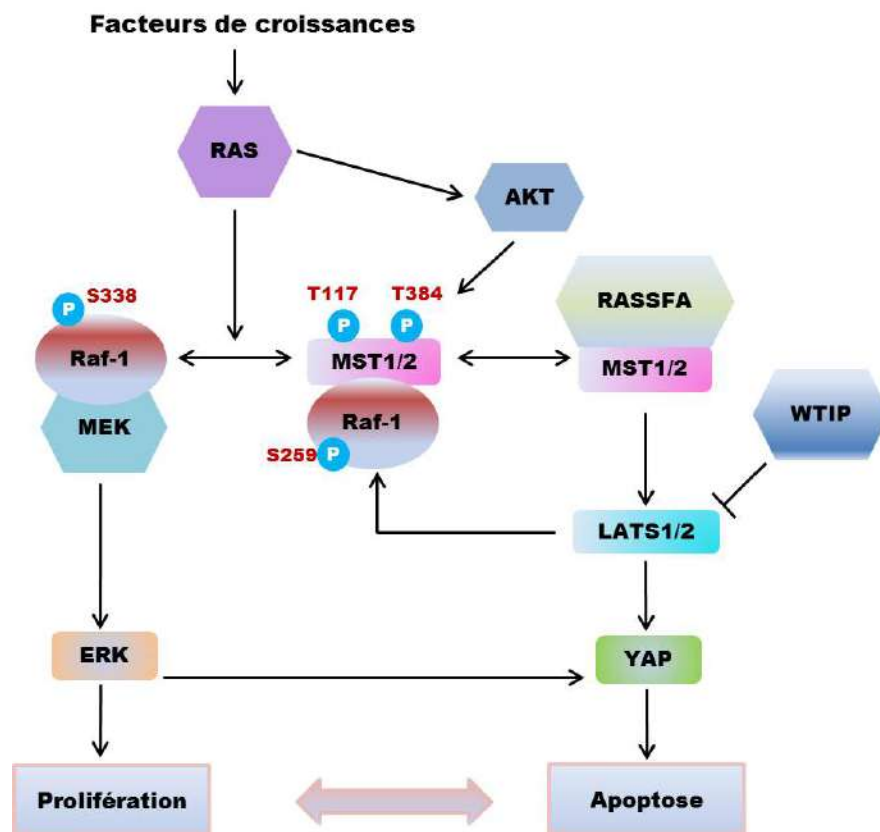 Facteurs de croissances
RAS
AKT
S338
P
Raf-1
MEK
T117
T384
P
P
MST1/2
Raf-1
S259
P
RASSFA
MST1/2
WTIP
LATS1/2
ERK
YAP
Prolifération
Apoptose